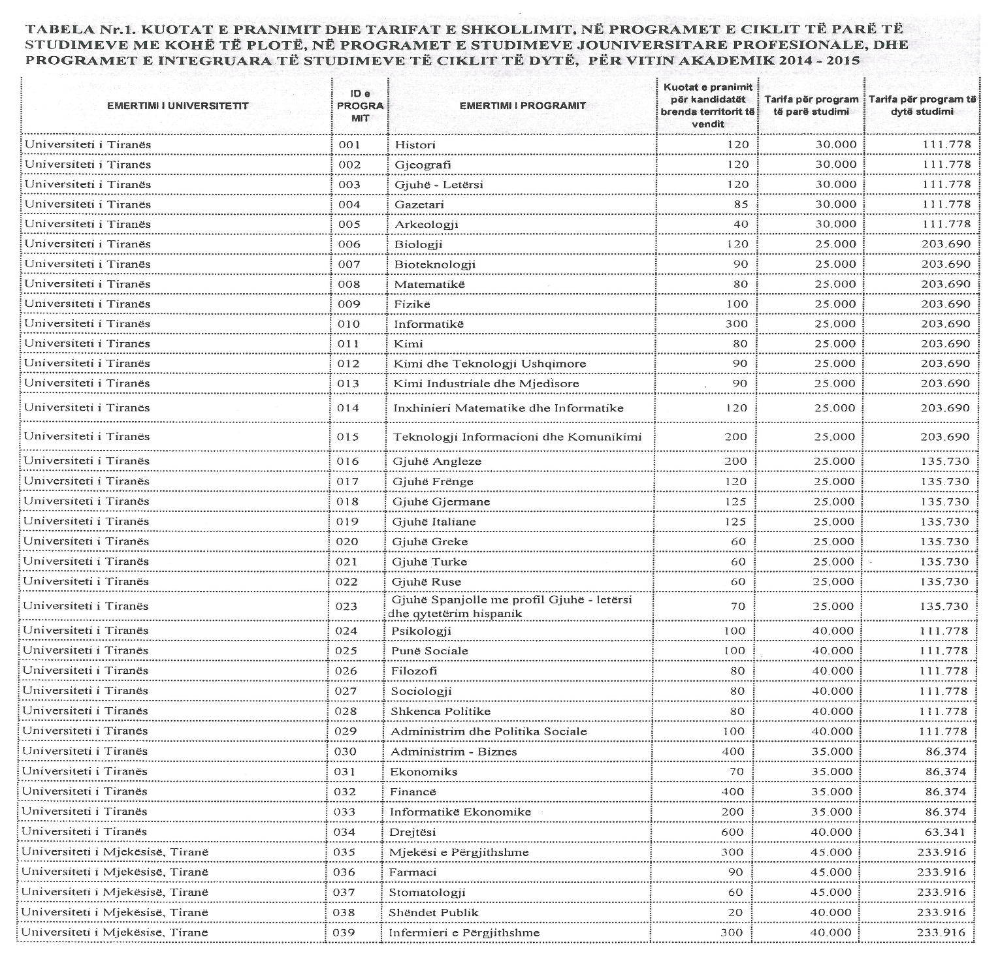 TABELA Nr.1. KUOTAT E PRANIMIT DHE TARIFAT E SHKOLLIMIT, NË PROGRAMET E CIKLIT TË PARË TË
STUDIMEVE ME KOHË TË PLOTË, NË PROGRAMET E STUDIMEVE JOUNIVERSITARE PROFESIONALE, DHE
PROGRAMET E INTEGRUARA TË STUDIMEVE TË CIKLIT TË DYTË, PËR VITIN AKADEMIK 2014 - 2015
EMERTIMI I UNIVERSITETIT
ID e
PROGRA
MIT
EMERTIMI I PROGRAMIT
Kuotat e pranimit
për kandidatët
brenda territorit të
vendit
Tarifa për program
të parë studimi
Tarifa për program të
dytë studimi
Universiteti i Tiranës 001 Histori 120 30.000 111.778
Universiteti i Tiranës 002 Gjeografi 120 30.000 111.778
Universiteti i Tiranës 003 Gjuhë - Letërsi 120 30.000 111.778
Universiteti i Tiranës 004 Gazetari 85 30.000 111.778
Universiteti i Tiranës 005 Arkeologji 40 30.000 111.778
Universiteti i Tiranës 006 Biologji 120 25.000 203.690
Universiteti i Tiranës 007 Bioteknologji 90 25.000 203.690
Universiteti i Tiranës 008 Matematikë 80 25.000 203.690
Universiteti i Tiranës 009 Fizikë 100 25.000 203.690
Universiteti i Tiranës 010 Informatikë 300 25.000 203.690
Universiteti i Tiranës 011 Kimi 80 25.000 203.690
Universiteti i Tiranës 012 Kimi dhe Teknologji Ushqimore 90 25.000 203.690
Universiteti i Tiranës 013 Kimi Industriale dhe Mjedisore 90 25.000 203.690
Universiteti i Tiranës 014 Inxhinieri Matematike dhe Informatike 120 25.000 203.690
Universiteti i Tiranës 015 Teknologji Informacioni dhe Komunikimi 200 25.000 203.690
Universiteti i Tiranës 016 Gjuhë Angleze 200 25.000 135.730
Universiteti i Tiranës 017 Gjuhë Frënge 120 25.000 135.730
Universiteti i Tiranës 018 Gjuhë Gjermane 125 25.000 135.730
Universiteti i Tiranës 019 Gjuhë Italiane 125 25.000 135.730
Universiteti i Tiranës 020 Gjuhë Greke 60 25.000 135.730
Universiteti i Tiranës 021 Gjuhë Turke 60 25.000 135.730
Universiteti i Tiranës 022 Gjuhë Ruse 60 25.000 135.730
Universiteti i Tiranës 023 Gjuhë Spanjolle me profil Gjuhë - letërsi
dhe qytetërim hispanik 70 25.000 135.730
Universiteti i Tiranës 024 Psikologji 100 40.000 111.778
Universiteti i Tiranës 025 Punë Sociale 100 40.000 111.778
Universiteti i Tiranës 026 Filozofi 80 40.000 111.778
Universiteti i Tiranës 027 Sociologji 80 40.000 111.778
Universiteti i Tiranës 028 Shkenca Politike 80 40.000 111.778
Universiteti i Tiranës 029 Administrim dhe Politika Sociale 100 40.000 111.778
Universiteti i Tiranës 030 Administrim - Biznes 400 35.000 86.374
Universiteti i Tiranës 031 Ekonomiks 70 35.000 86.374
Universiteti i Tiranës 032 Financë 400 35.000 86.374
Universiteti i Tiranës 033 Informatikë Ekonomike 200 35.000 86.374
Universiteti i Tiranës 034 Drejtësi 600 40.000 63.341
Universiteti i Mjekësisë, Tiranë 035 Mjekësi e Përgjithshme 300 45.000 233.916
Universiteti i Mjekësisë, Tiranë 036 Farmaci 90 45.000 233.916
Universiteti i Mjekësisë, Tiranë 037 Stomatologji 60 45.000 233.916
Universiteti i Mjekësisë, Tiranë 038 Shëndet Publik 20 40.000 233.916
Universiteti i Mjekësisë, Tiranë 039 Infermieri e Përgjithshme 300 40.000 233.916